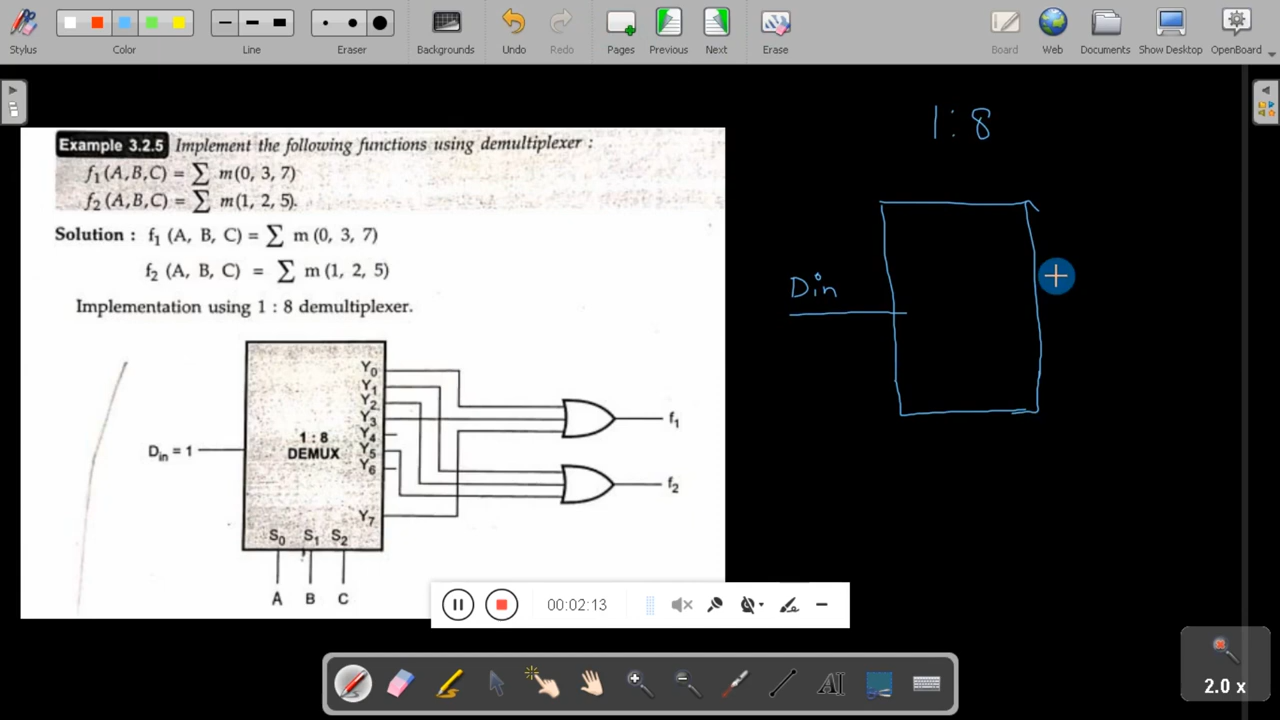 Stylus
Color
Line
Eraser
Backgrounds
Undo
Redo
Pages
Previous
Next
Erase
Board
Web
Documents
Show Desktop
OpenBoard
Example 3.2.5 Implement the following functions using demultiplexer :
f₁(A,B,C) = ∑ m(0, 3, 7)
f₂(A,B,C) = ∑ m(1, 2, 5).
Solution : f₁ (A, B, C) = ∑ m (0, 3, 7)
f₂ (A, B, C) = ∑ m (1, 2, 5)
Implementation using 1 : 8 demultiplexer.
Din = 1
1 : 8
DEMUX
Y₀
Y₁
Y₂
Y₃
Y₄
Y₅
Y₆
Y₇
S₀ S₁ S₂
A B C
f₁
f₂
1 : 8
Din
00:02:13
AI
2.0 x